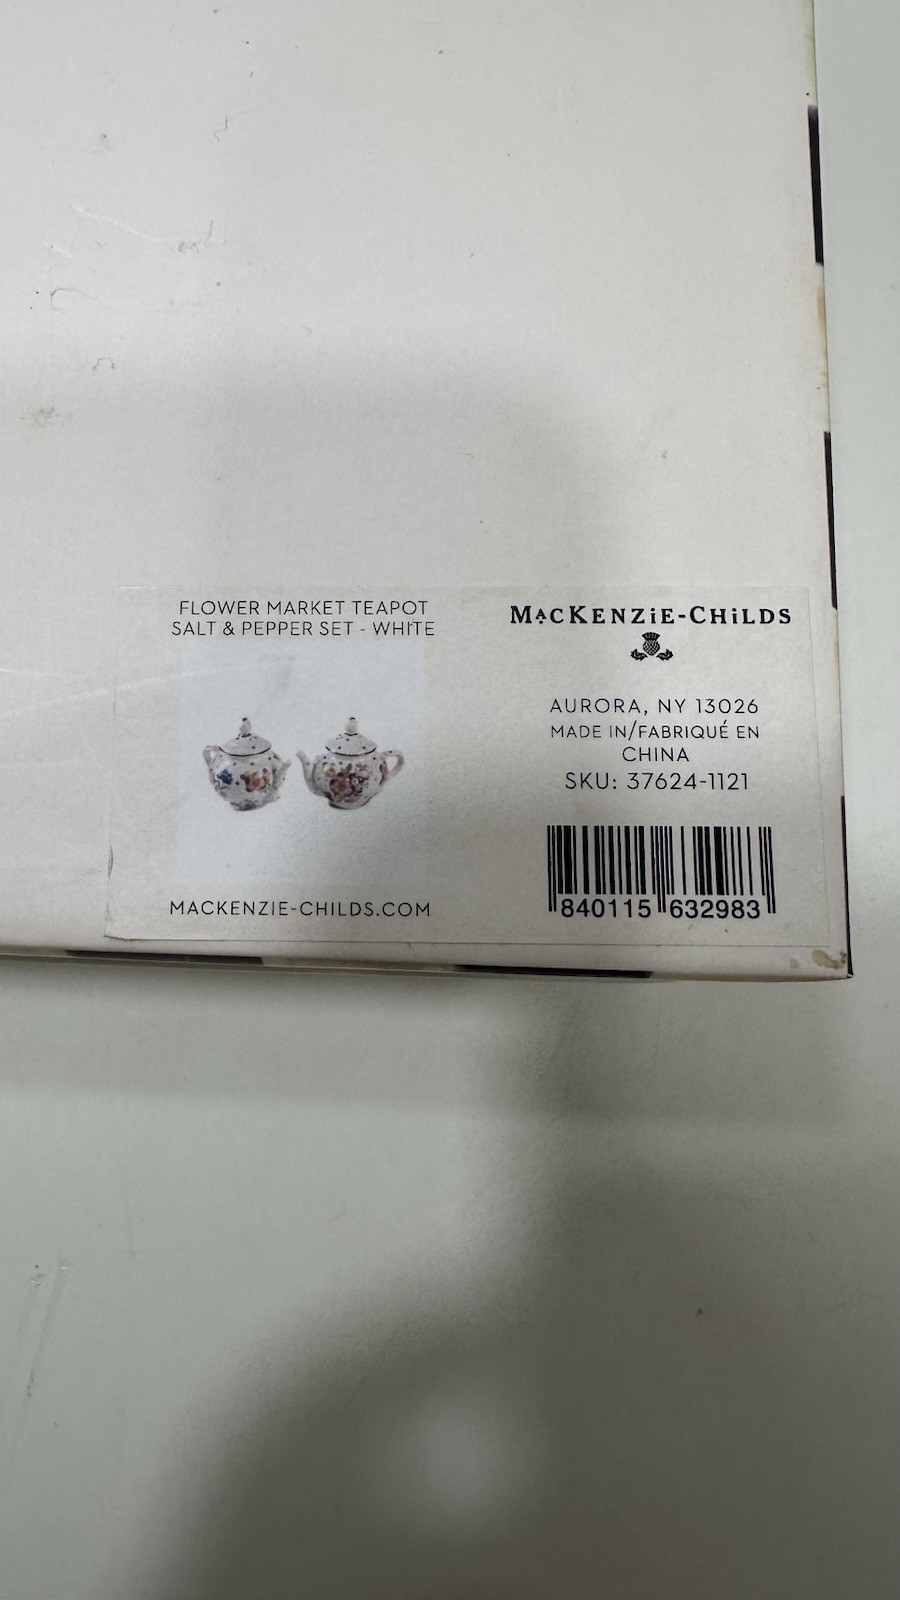 FLOWER MARKET TEAPOT
SALT & PEPPER SET - WHITE
MACKENZIE-CHILDS.COM
MACKENZIE-CHILDS
AURORA, NY 13026
MADE IN/FABRIQUÉ EN
CHINA
SKU: 37624-1121
840115 632983